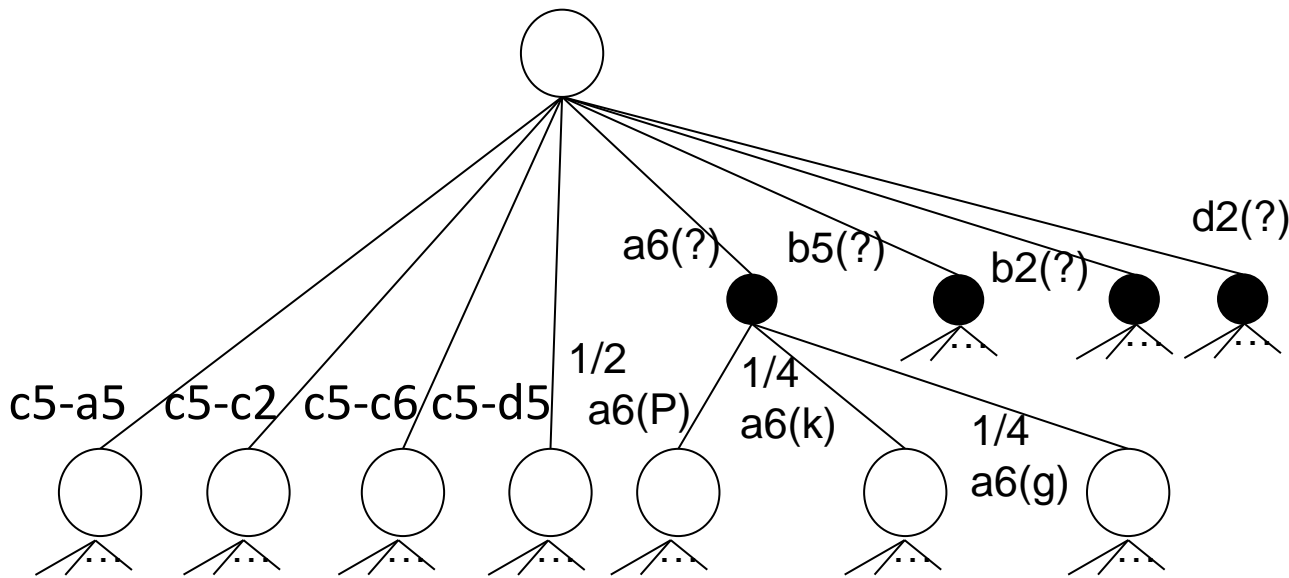 d2(?)
a6(?)
b5(?)
b2(?)
...
...
...
...
1/2
1/4
c5-a5
c5-c2
c5-c6
c5-d5
a6(P)
a6(k)
1/4
a6(g)
...
...
...
...
...
...
...